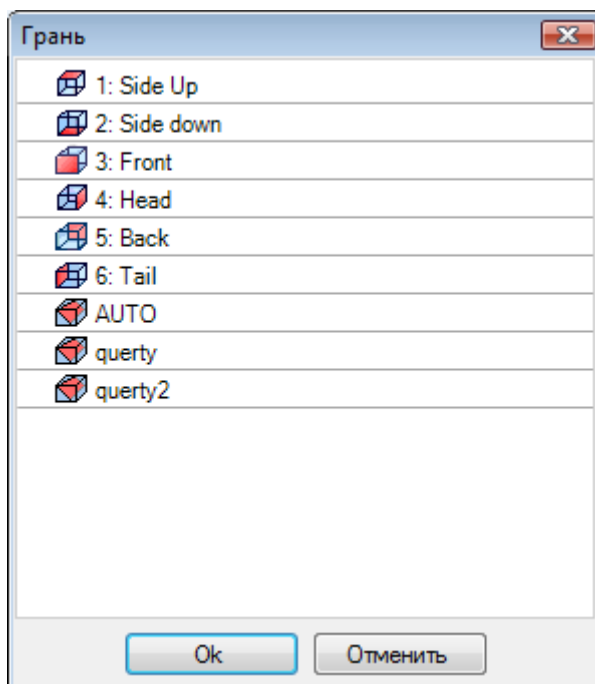 Грань
1: Side Up
2: Side down
3: Front
4: Head
5: Back
6: Tail
AUTO
querty
querty2
Ok
Отменить